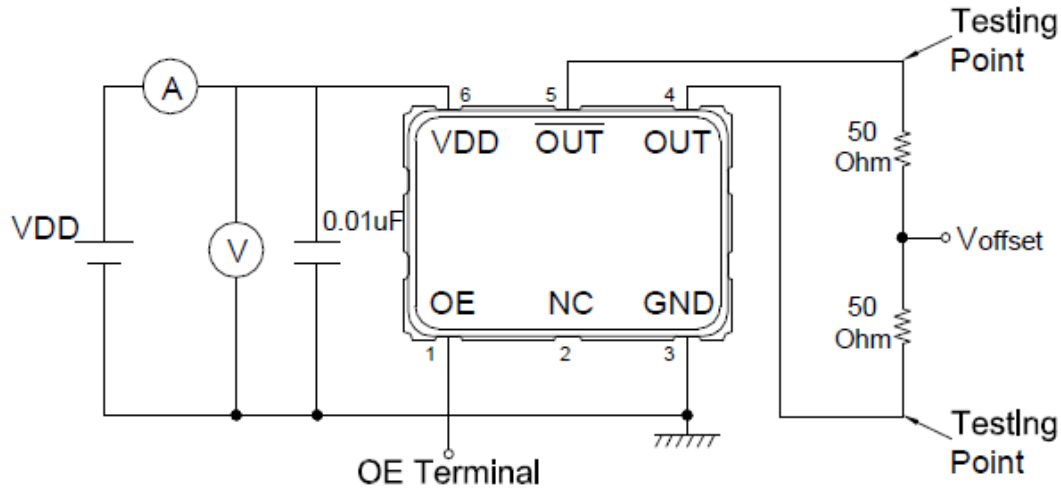 Testing
Point
A
6
5
4
VDD
OUT
OUT
50
Ohm
VDD
0.01uF
V
Voffset
OE
NC
GND
50
Ohm
1
2
3
OE Terminal
Testing
Point